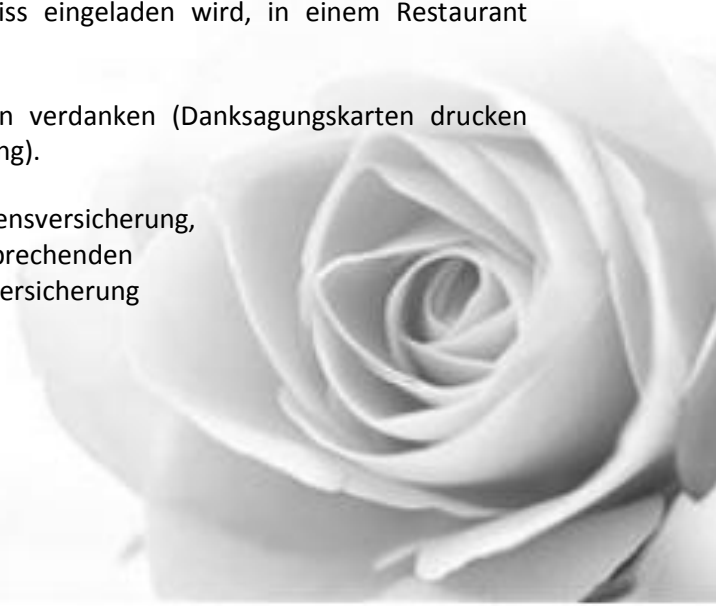 iss eingeladen wird, in einem Restaurant
n verdanken (Danksagungskarten drucken
ng).
ensversicherung,
prechenden
ersicherung